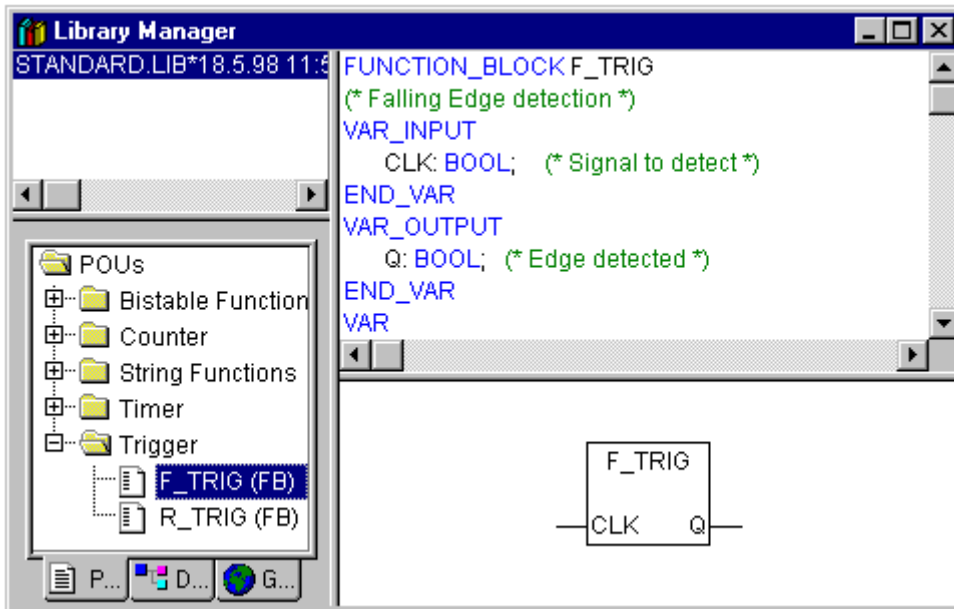 Library Manager
STANDARD.LIB*18.5.98 11:5
FUNCTION_BLOCK F_TRIG
(* Falling Edge detection *)
VAR_INPUT
CLK: BOOL; (* Signal to detect *)
END_VAR
VAR_OUTPUT
Q: BOOL; (* Edge detected *)
END_VAR
VAR
POUs
Bistable Function
Counter
String Functions
Timer
Trigger
F_TRIG (FB)
R_TRIG (FB)
P... D... G...
F_TRIG
CLK Q